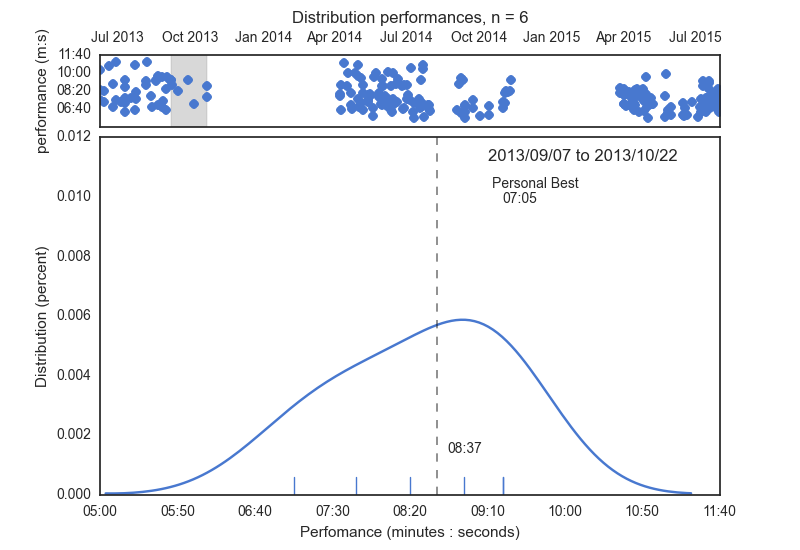 Distribution performances, n = 6
Jul 2013 Oct 2013 Jan 2014 Apr 2014 Jul 2014 Oct 2014 Jan 2015 Apr 2015 Jul 2015
performance (m:s)
11:40
10:00
08:20
06:40
Distribution (percent)
0.012
0.010
0.008
0.006
0.004
0.002
0.000
2013/09/07 to 2013/10/22
Personal Best
07:05
08:37
05:00 05:50 06:40 07:30 08:20 09:10 10:00 10:50 11:40
Perfomance (minutes : seconds)